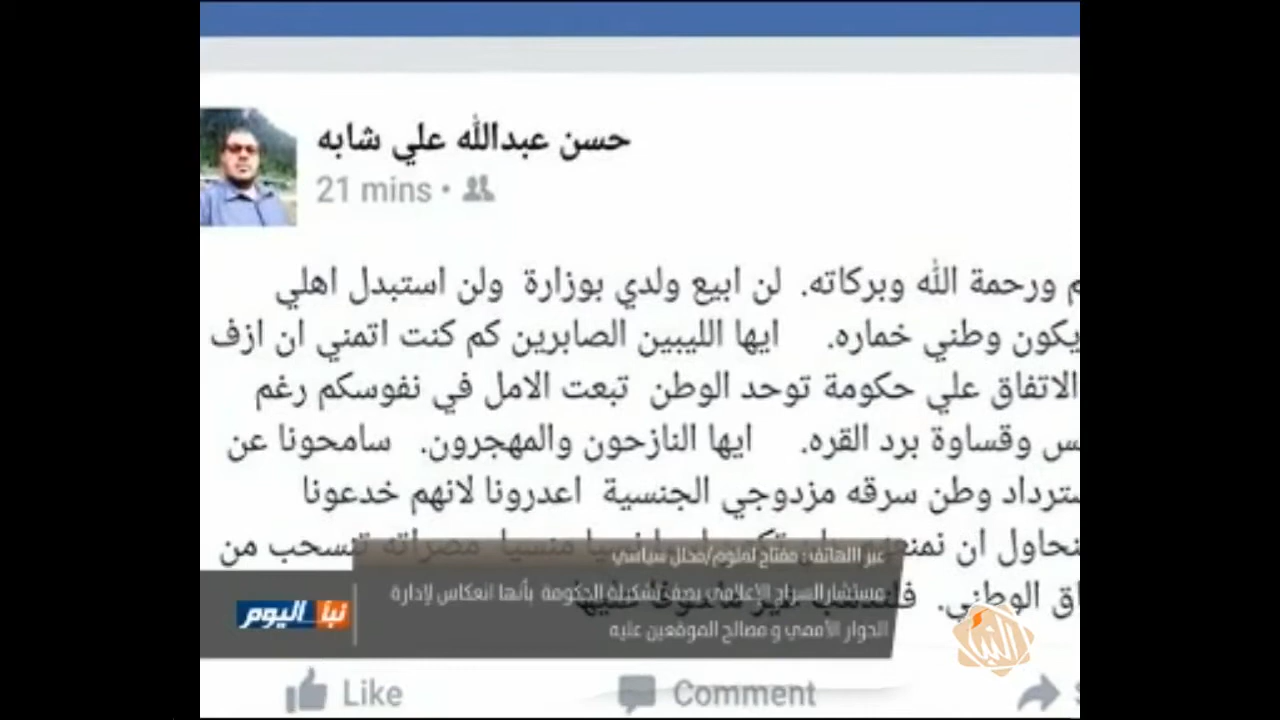 حسن عبدالله علي شابه
21 mins •
م ورحمة الله وبركاته. لن ابيع ولدي بوزارة ولن استبدل اهلي
يكون وطني خماره. ايها الليبين الصابرين كم كنت اتمني ان ازف
الاتفاق علي حكومة توحد الوطن تبعت الامل في نفوسكم رغم
وقساوة برد القره. ايها النازحون والمهجرون. سامحونا عن
وطن سرقه مزدوجي الجنسية اعدرونا لانهم خدعونا
ان مصراته تنسحب من
الوطني.
عبر الهاتف : مفتاح لملوم/محلل سياسي
مستشار السراج الإعلامي يصف تشكيلة الحكومة بأنها انعكاس لإدارة
الحوار الأممي و مصالح الموقعين عليه
نبأ اليوم
النبأ
Like
Comment